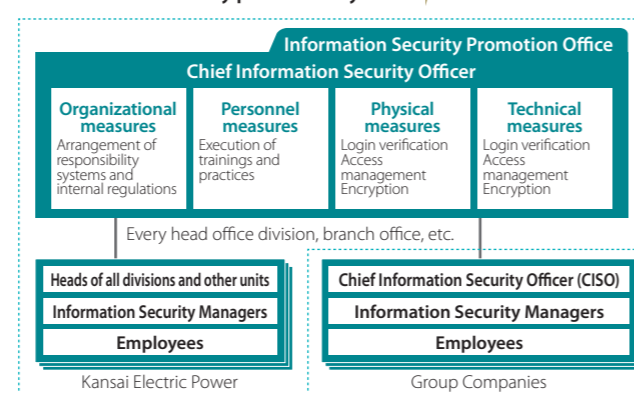 Information Security Promotion Office
Chief Information Security Officer
Organizational
measures
Arrangement of
responsibility
systems and
internal regulations
Personnel
measures
Execution of
trainings and
practices
Physical
measures
Login verification
Access
management
Encryption
Technical
measures
Login verification
Access
management
Encryption
Every head office division, branch office, etc.
Heads of all divisions and other units
Information Security Managers
Employees
Kansai Electric Power
Chief Information Security Officer (CISO)
Information Security Managers
Employees
Group Companies